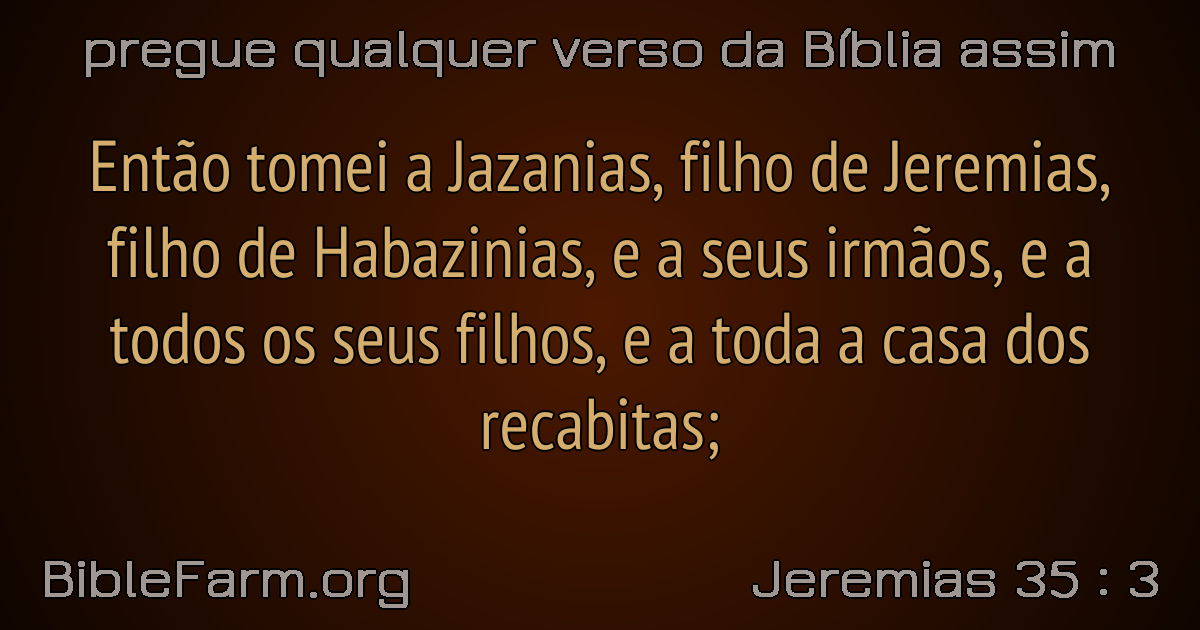 pregue qualquer verso da Bíblia assim
Então tomei a Jazanias, filho de Jeremias,
filho de Habazinias, e a seus irmãos, e a
todos os seus filhos, e a toda a casa dos
recabitas;
BibleFarm.org
Jeremias 35 : 3